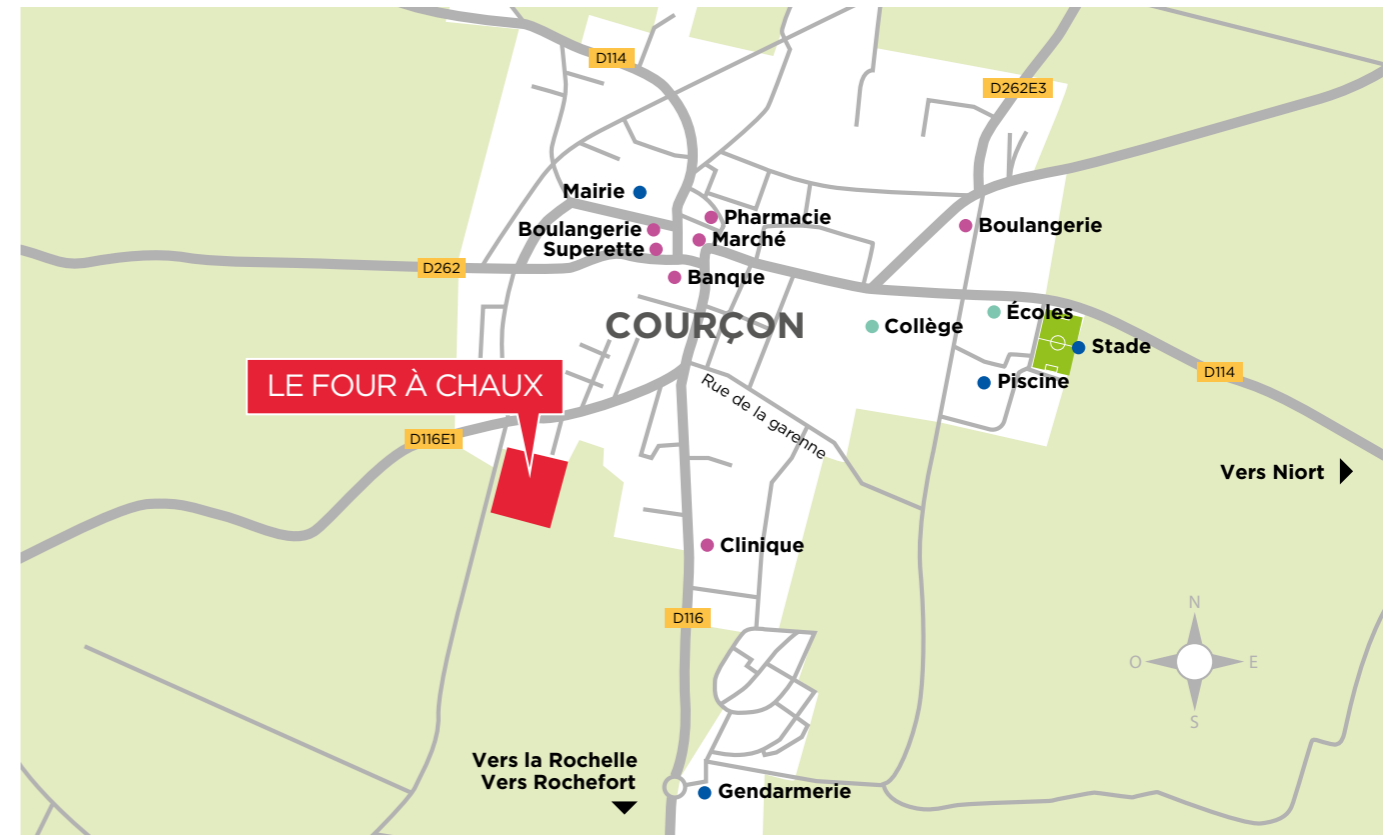 D114
D262E3
Mairie
Pharmacie
Boulangerie
Boulangerie
Superette
Marché
D262
Banque
COURÇON
Écoles
Collège
Stade
LE FOUR À CHAUX
D114
Piscine
Rue de la garenne
D116E1
Vers Niort
Clinique
N
D116
O
E
S
Vers la Rochelle
Vers Rochefort
Gendarmerie